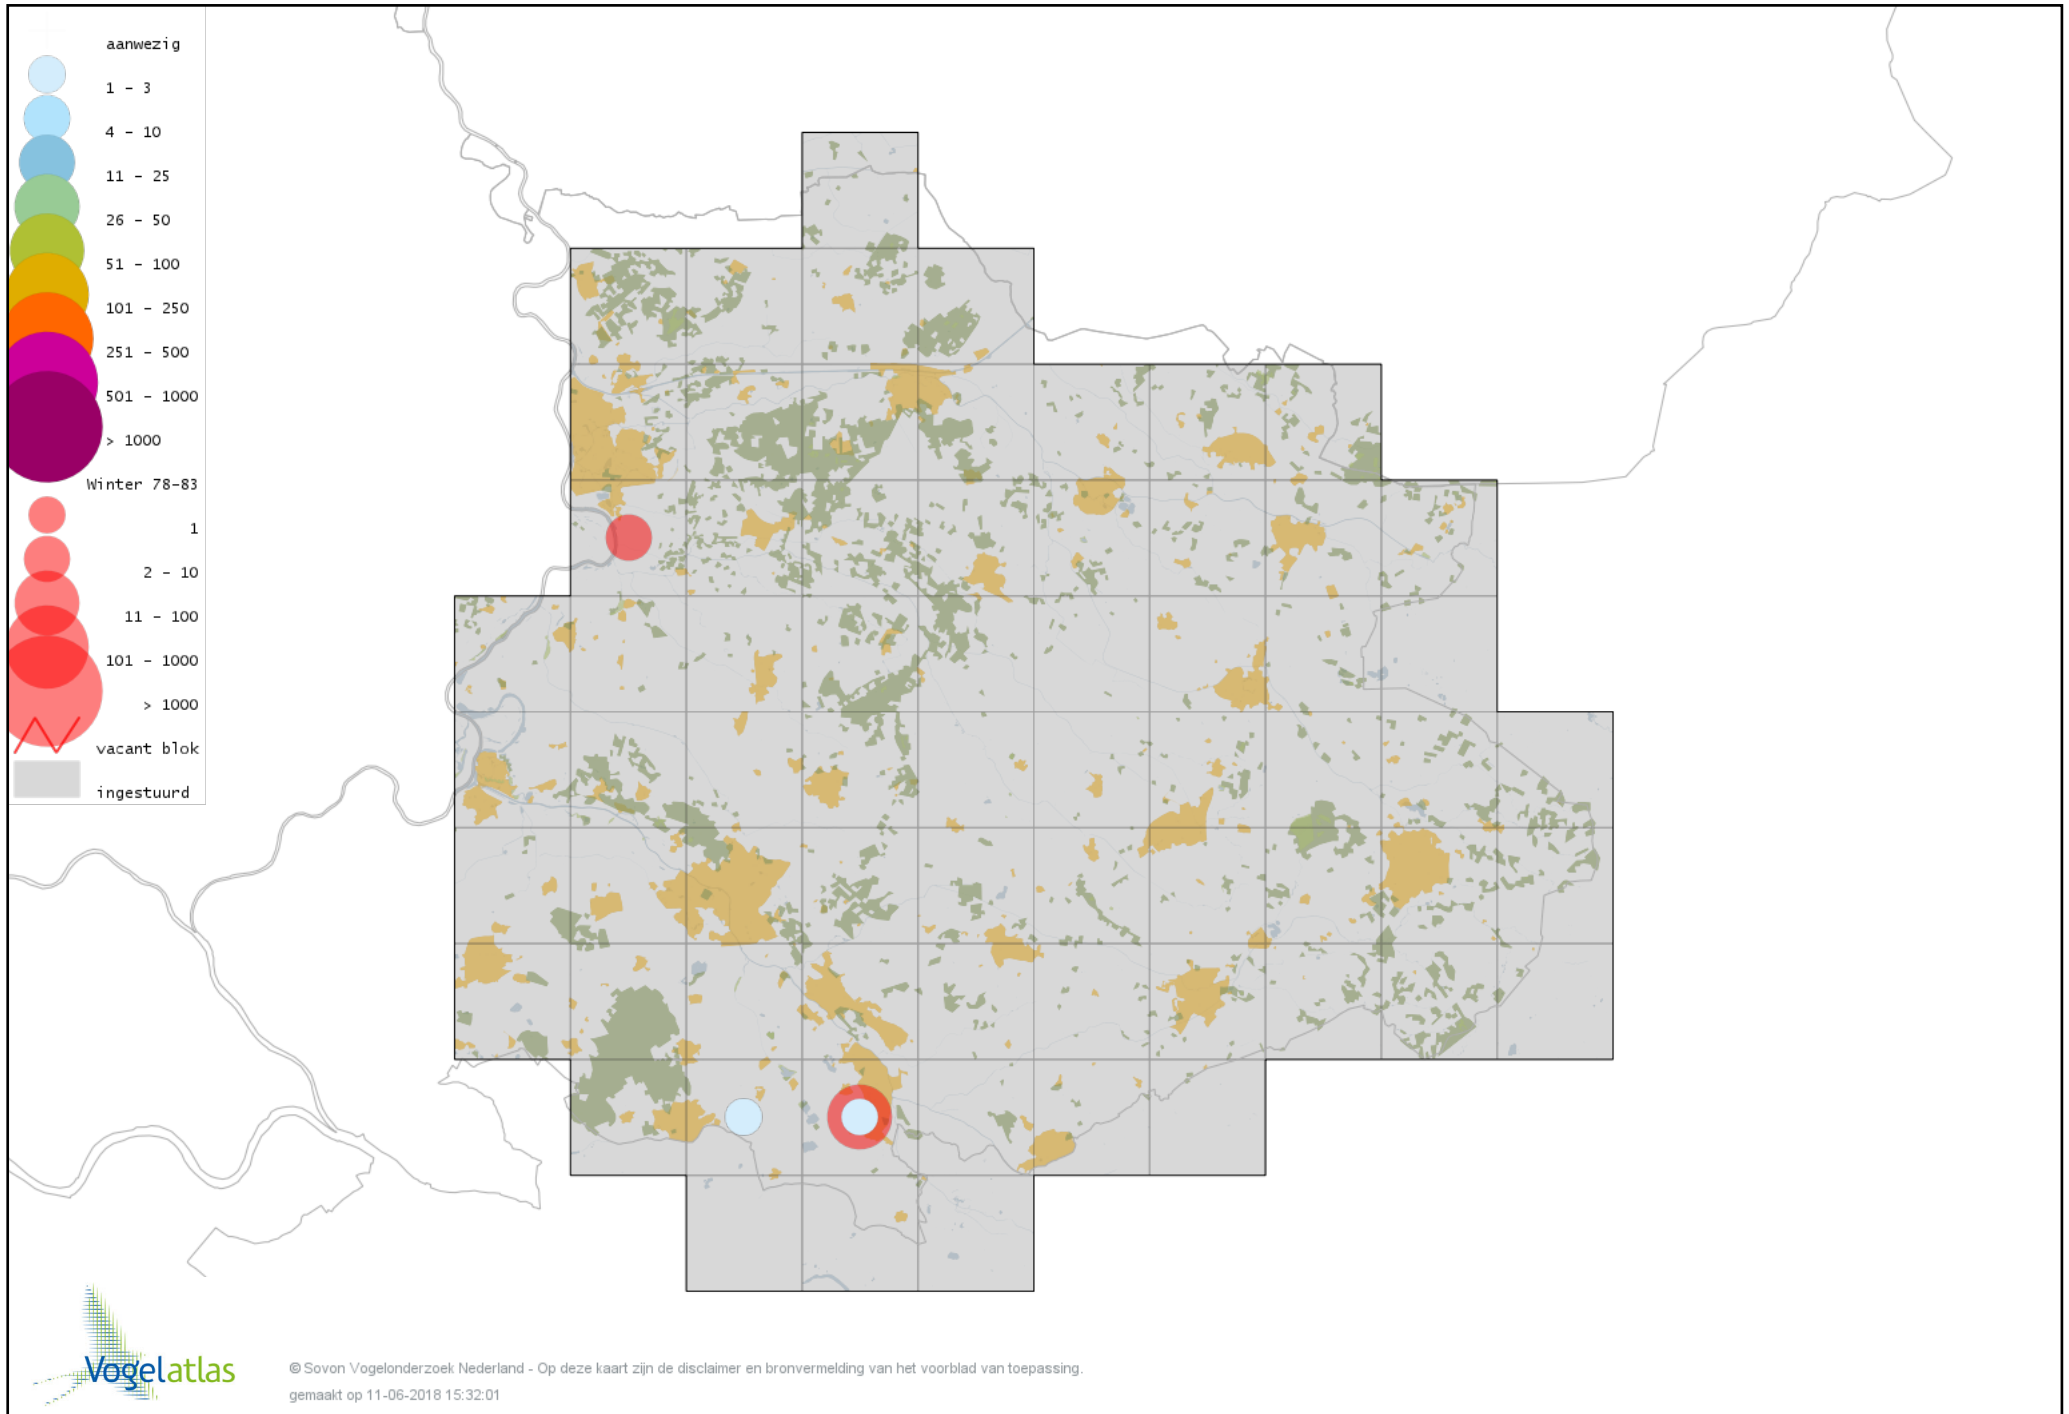 aanwezig
1 - 3
4 - 10
11 - 25
26 - 50
51 - 100
101 - 250
251 - 500
501 - 1000
> 1000
Winter 78-83
1
2 - 10
11 - 100
101 - 1000
> 1000
vacant blok
ingestuurd
Vogelatlas
© Sovon Vogelonderzoek Nederland - Op deze kaart zijn de disclaimer en bronvermelding van het voorblad van toepassing.
gemaakt op 11-06-2018 15:32:01